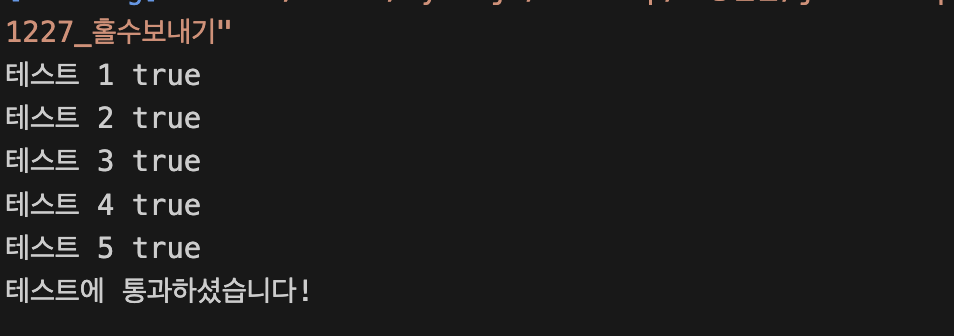 1227_홀수보내기"
테스트 1 true
테스트 2 true
테스트 3 true
테스트 4 true
테스트 5 true
테스트에 통과하셨습니다!